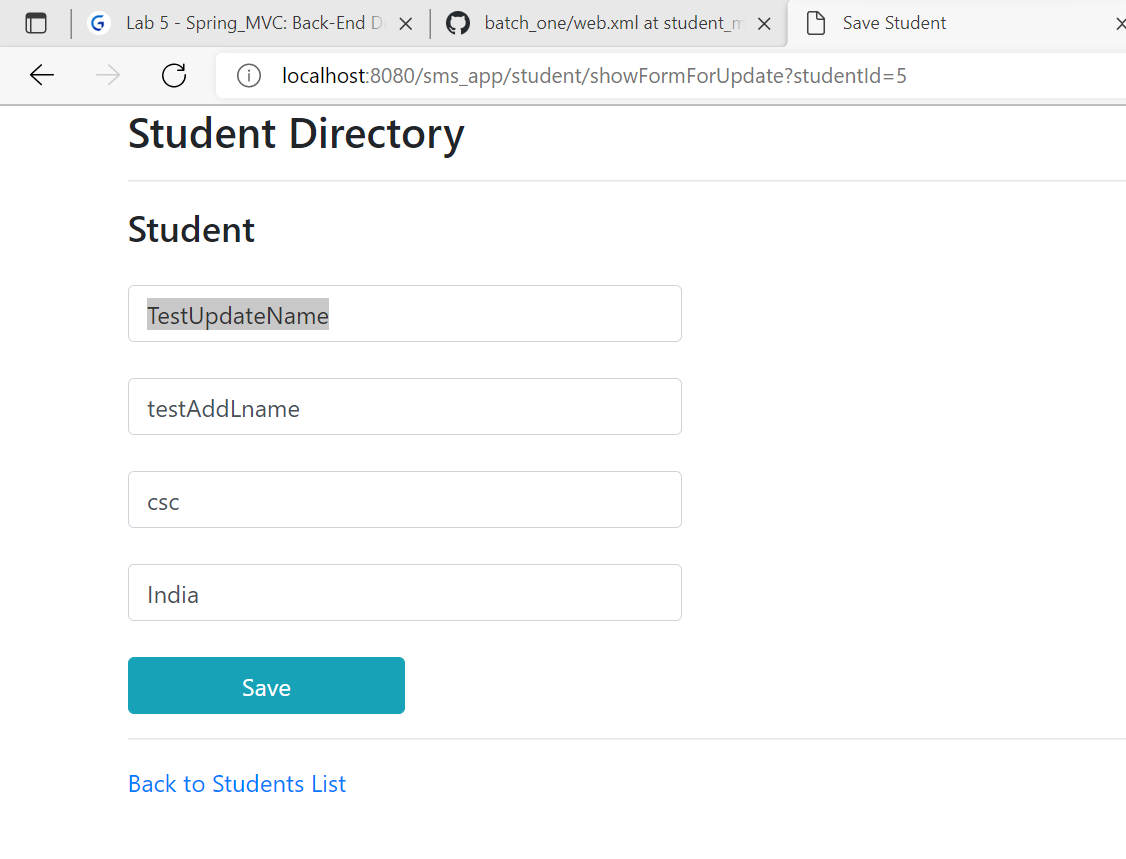 Lab 5 - Spring_MVC: Back-End D
batch_one/web.xml at student_m
Save Student
localhost:8080/sms_app/student/showFormForUpdate?studentId=5
Student Directory
Student
TestUpdateName
testAddLname
csc
India
Save
Back to Students List